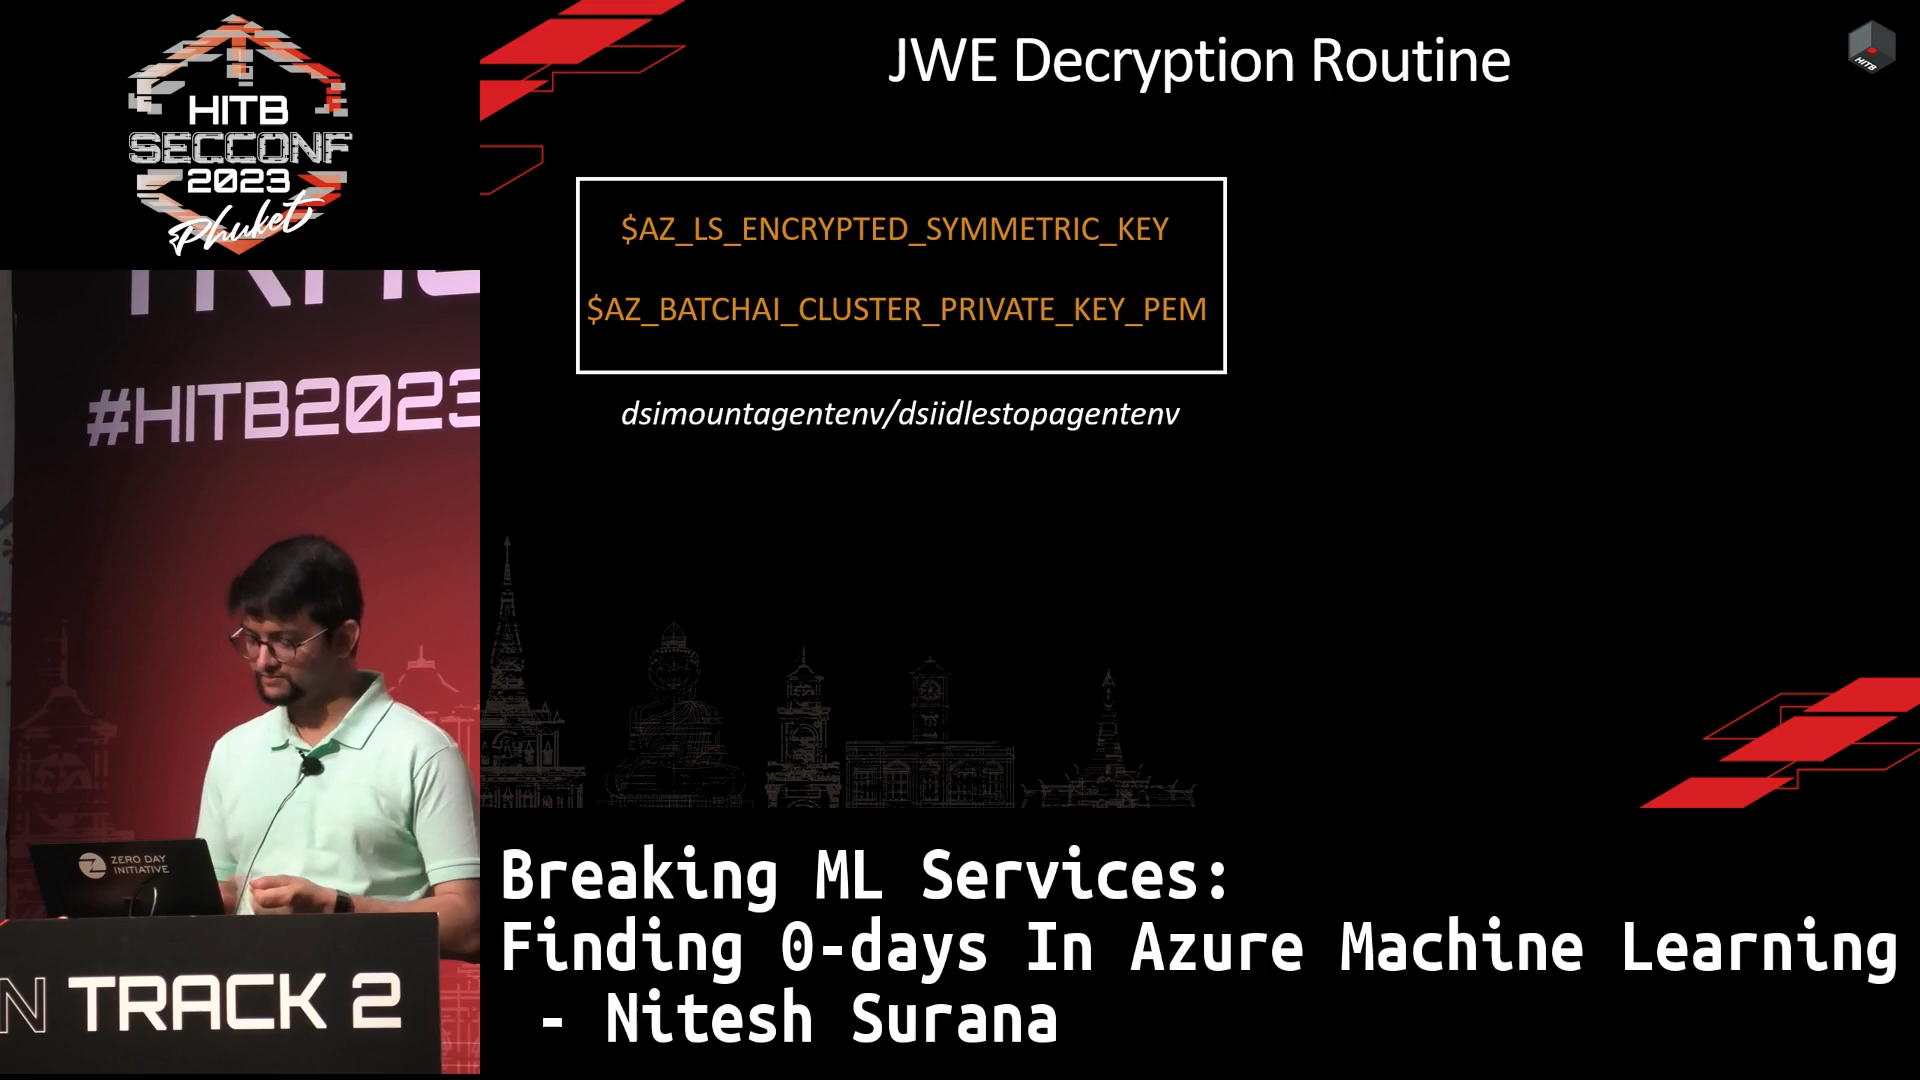 HITB
SECCONF
2023
Phuket
JWE Decryption Routine
HITB
$AZ_LS_ENCRYPTED_SYMMETRIC_KEY
$AZ_BATCHAI_CLUSTER_PRIVATE_KEY_PEM
dsimountagentenv/dsiidlestopagentenv
#HITB2023
ZERO DAY
INITIATIVE
N TRACK 2
Breaking ML Services:
Finding 0-days In Azure Machine Learning
- Nitesh Surana